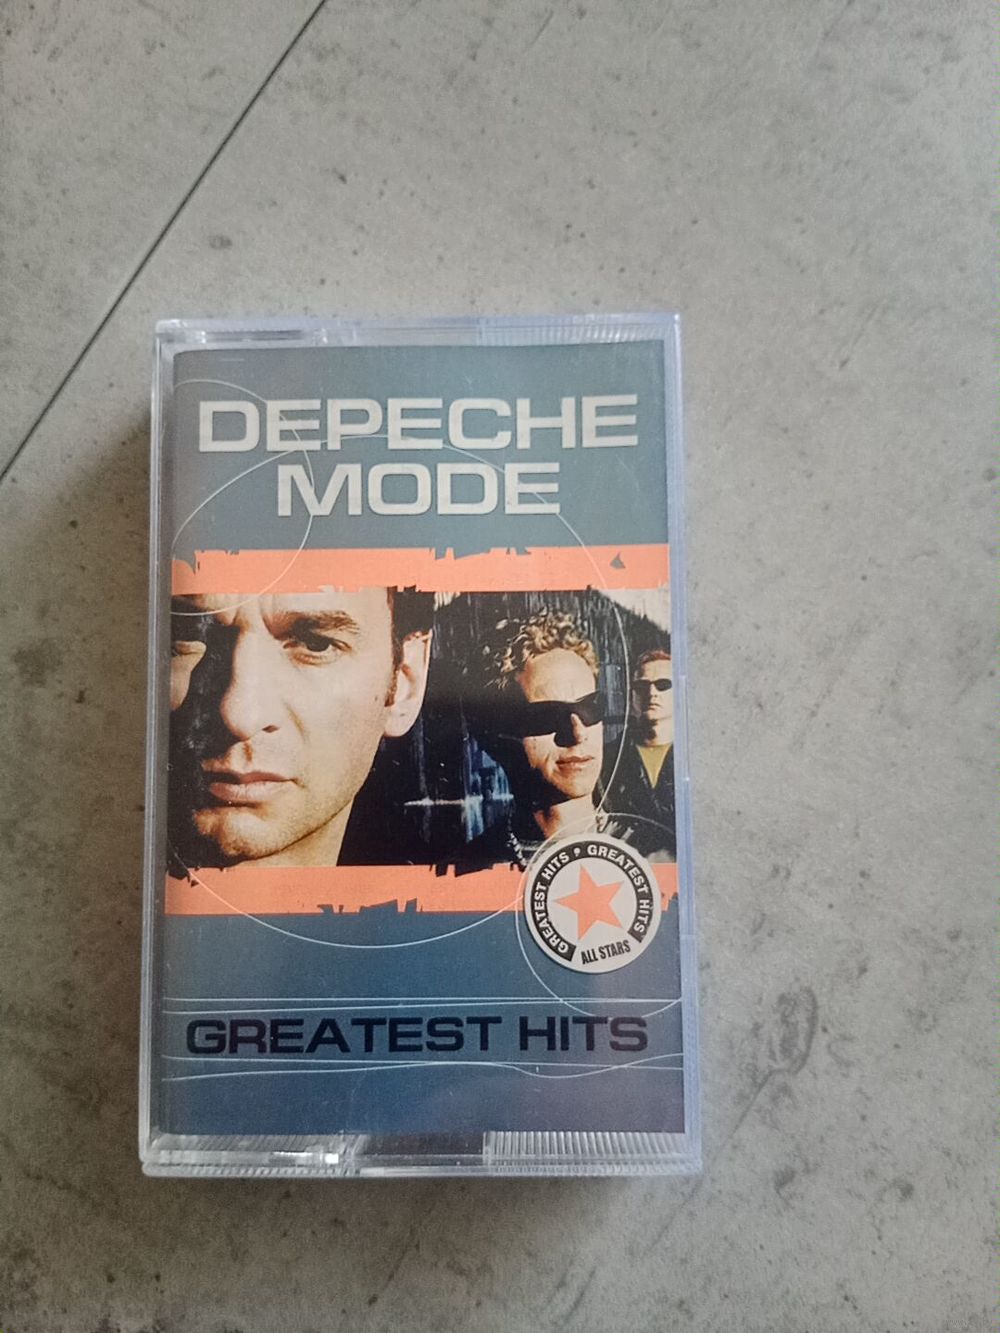 DEPECHE
MODE
GREATEST HITS • GREATEST HITS
ALL STARS
GREATEST HITS